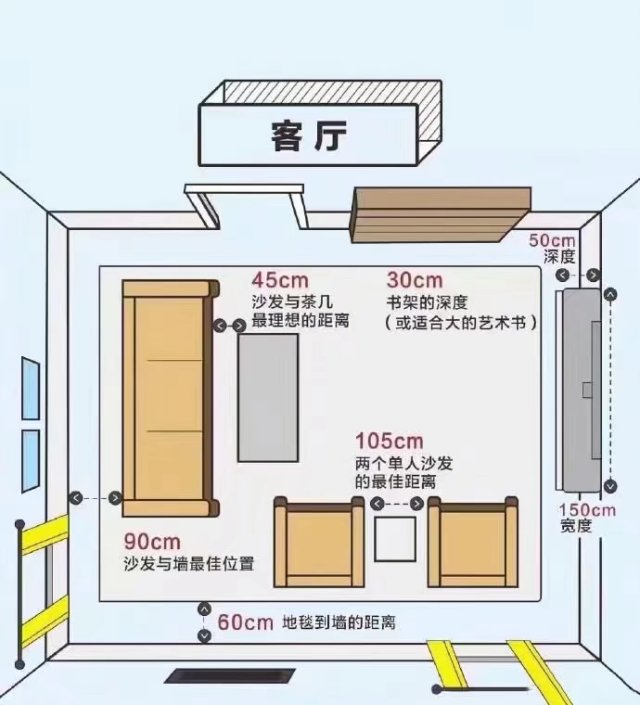 客厅
50cm
深度
45cm
沙发与茶几
最理想的距离
30cm
书架的深度
（或适合大的艺术书）
105cm
两个单人沙发
的最佳距离
150cm
宽度
90cm
沙发与墙最佳位置
60cm 地毯到墙的距离